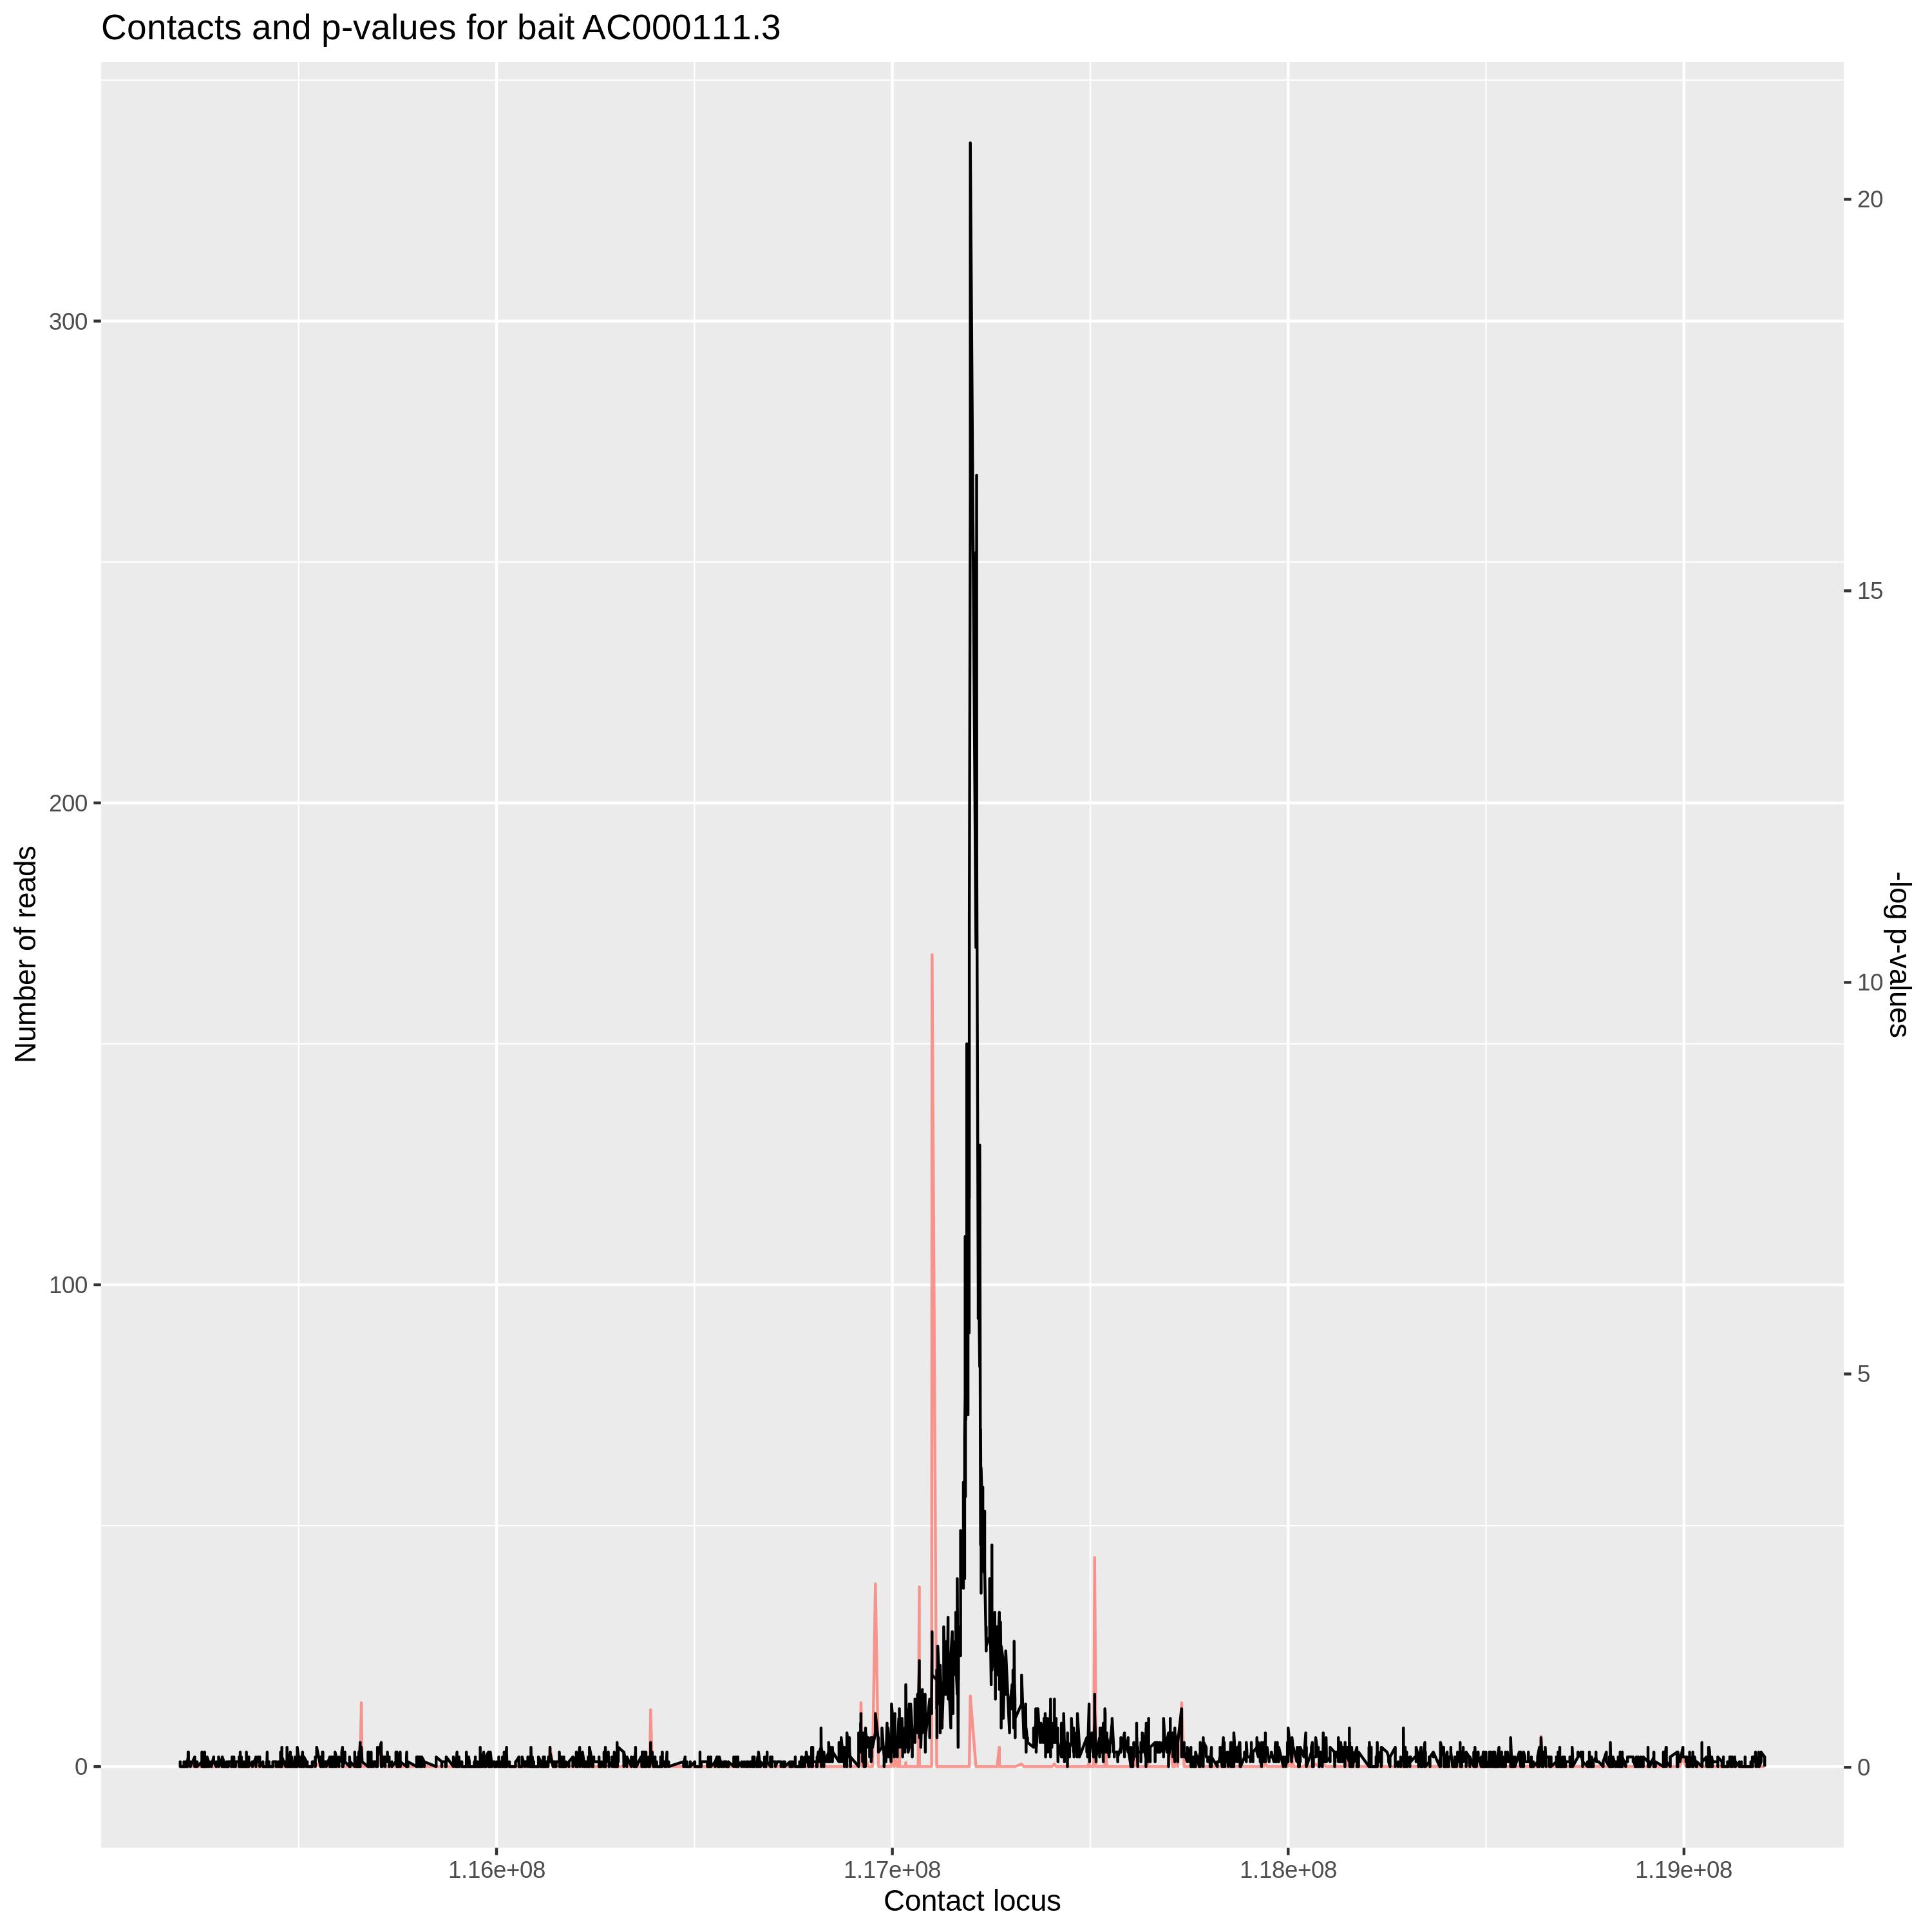 Contacts and p-values for bait AC000111.3
300
200
100
0
Number of reads
20
15
10
5
0
-log p-values
1.16e+08
1.17e+08
1.18e+08
1.19e+08
Contact locus